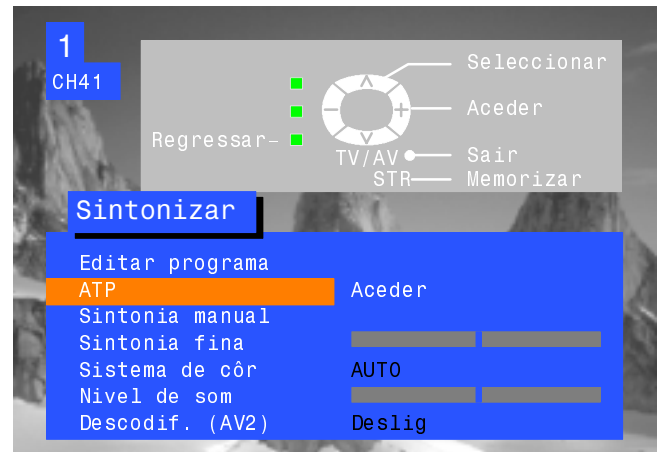 1
CH41
Seleccionar
Aceder
Regressar
TV/AV
Sair
STR
Memorizar
Sintonizar
Editar programa
ATP Aceder
Sintonia manual
Sintonia fina
Sistema de côr AUTO
Nivel de som
Descodif. (AV2) Deslig